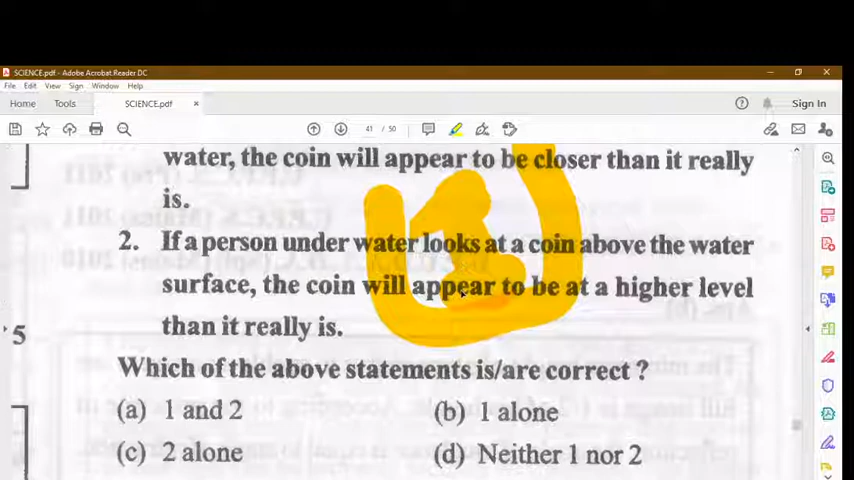 SCIENCE.pdf - Adobe Acrobat Reader DC
File Edit View Sign Window Help
Home Tools SCIENCE.pdf × Sign In
41 / 50
water, the coin will appear to be closer than it really
is.
2. If a person under water looks at a coin above the water
surface, the coin will appear to be at a higher level
than it really is.
5
Which of the above statements is/are correct ?
(a) 1 and 2 (b) 1 alone
(c) 2 alone (d) Neither 1 nor 2